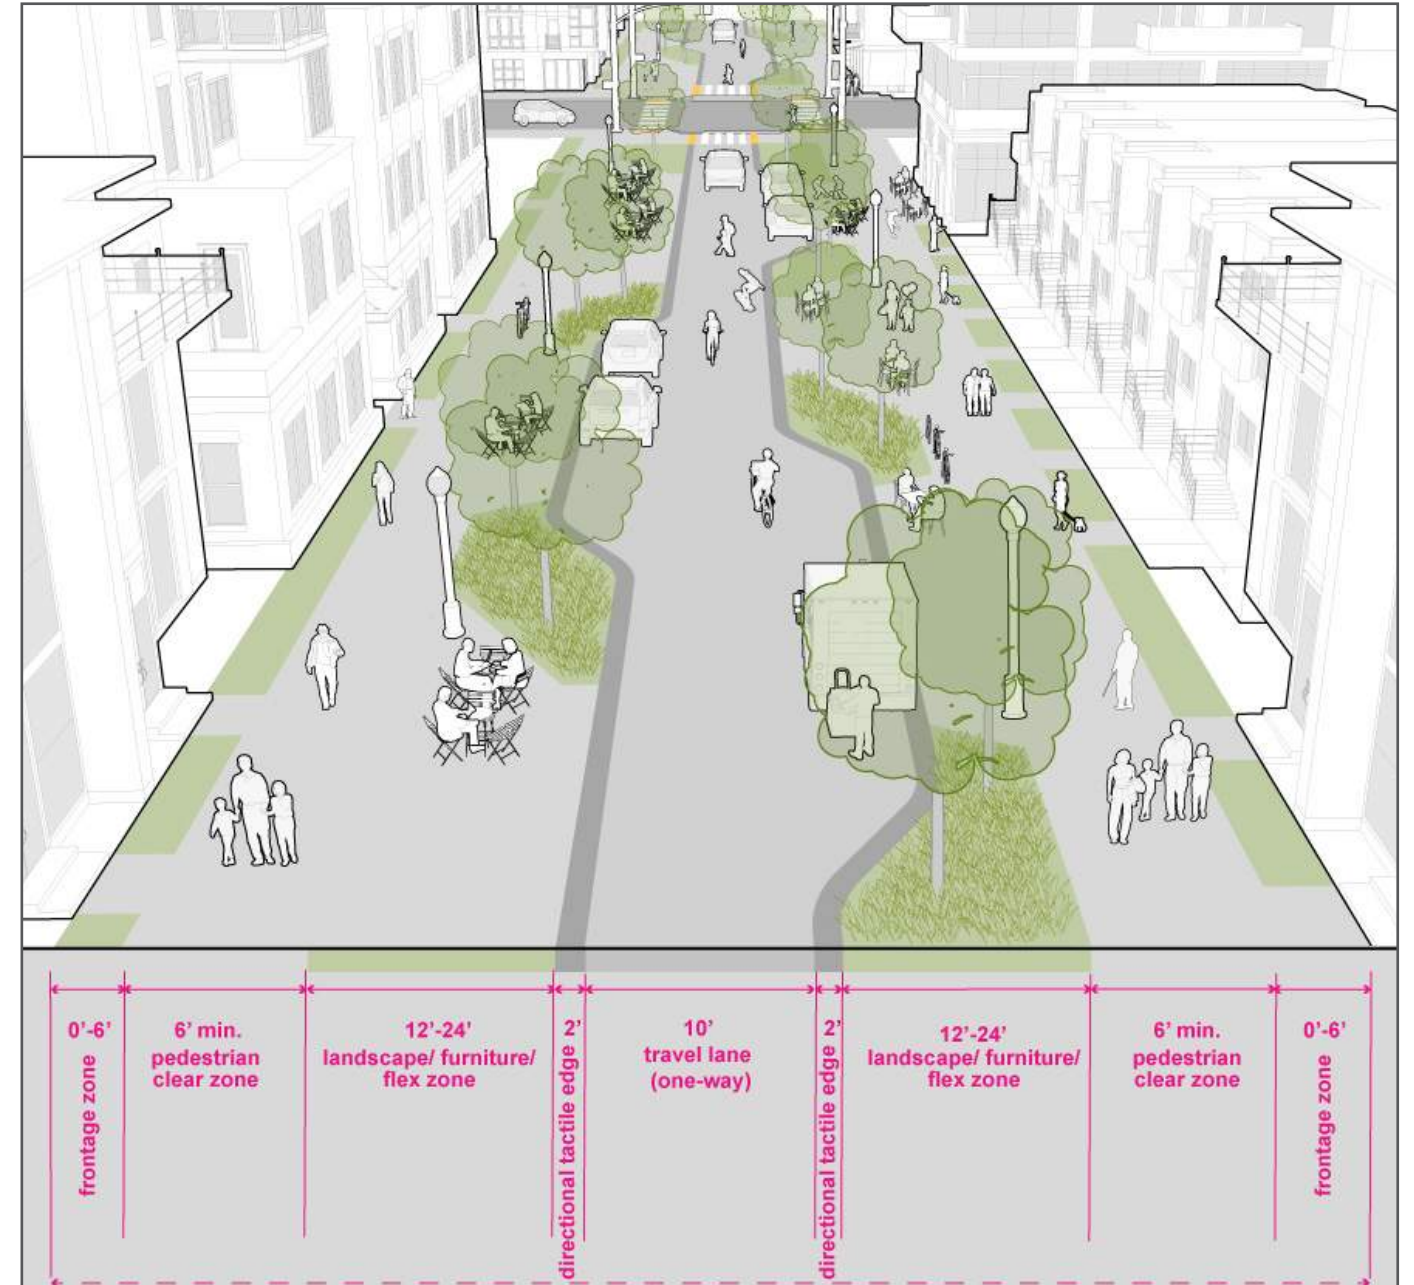 0'-6'
frontage zone
6' min.
pedestrian
clear zone
12'-24'
landscape/ furniture/
flex zone
2'
directional tactile edge
10'
travel lane
(one-way)
2'
directional tactile edge
12'-24'
landscape/ furniture/
flex zone
6' min.
pedestrian
clear zone
0'-6'
frontage zone